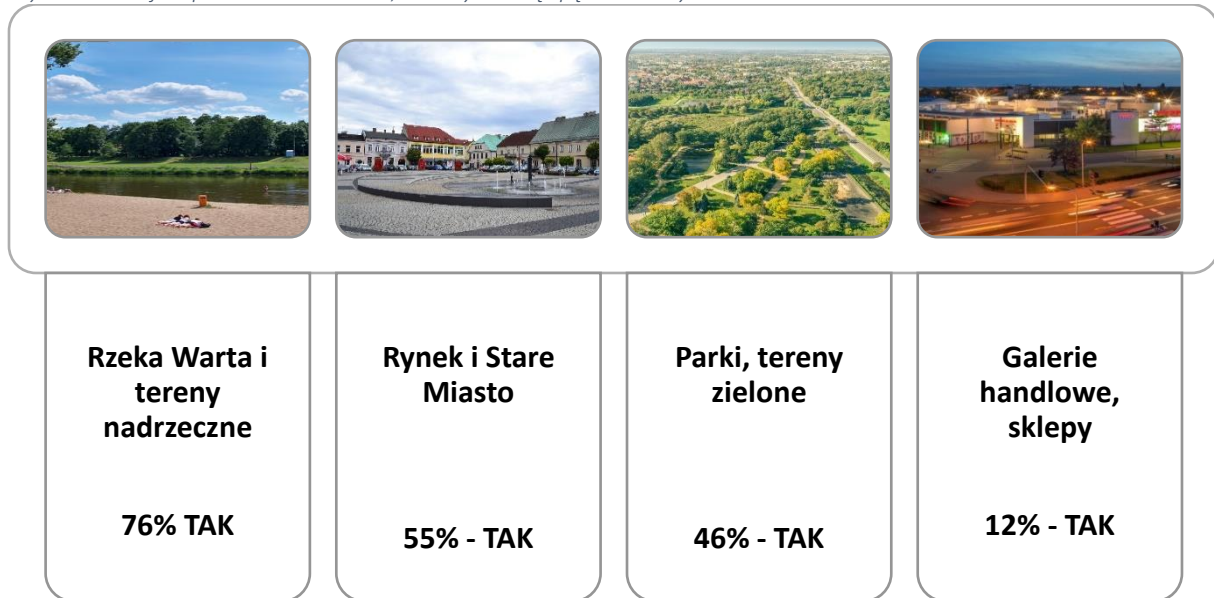 Rzeka Warta i
tereny
nadrzeczne
76% TAK
Rynek i Stare
Miasto
55% - TAK
Parki, tereny
zielone
46% - TAK
Galerie
handlowe,
sklepy
12% - TAK